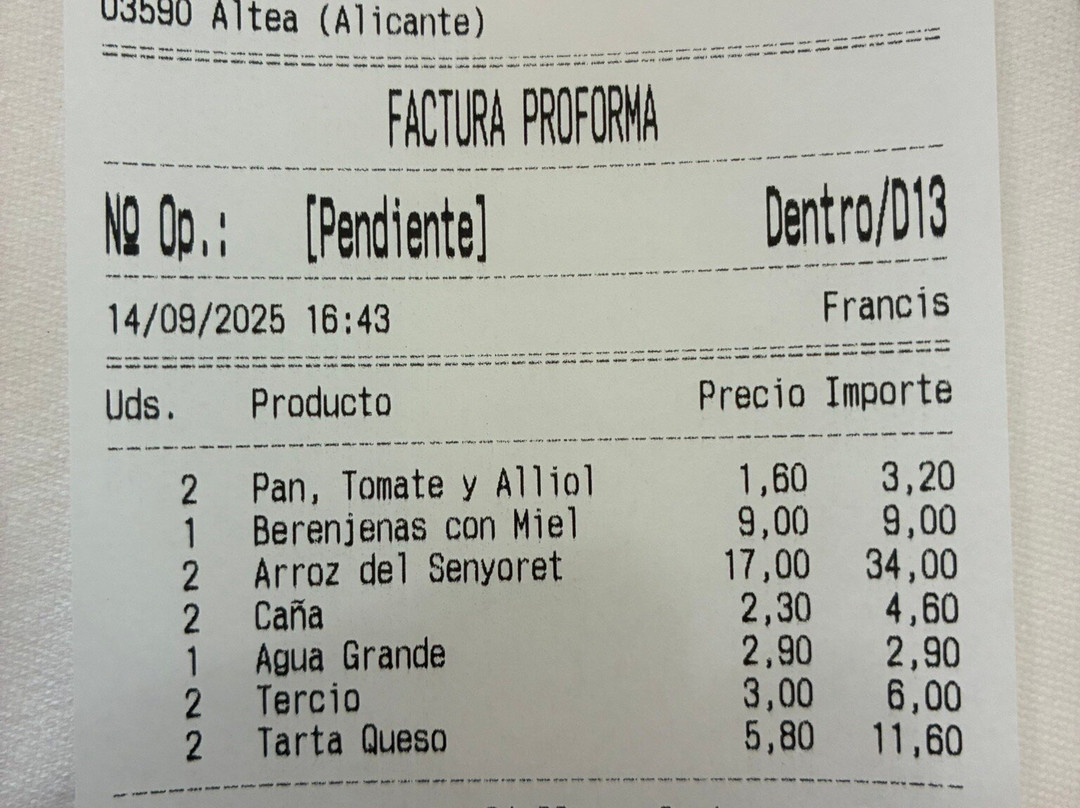 03590 Altea (Alicante)
FACTURA PROFORMA
Nº Op.: [Pendiente] Dentro/D13
14/09/2025 16:43 Francis
Uds. Producto Precio Importe
2 Pan, Tomate y Alliol 1,60 3,20
1 Berenjenas con Miel 9,00 9,00
2 Arroz del Senyoret 17,00 34,00
2 Caña 2,30 4,60
1 Agua Grande 2,90 2,90
2 Tercio 3,00 6,00
2 Tarta Queso 5,80 11,60